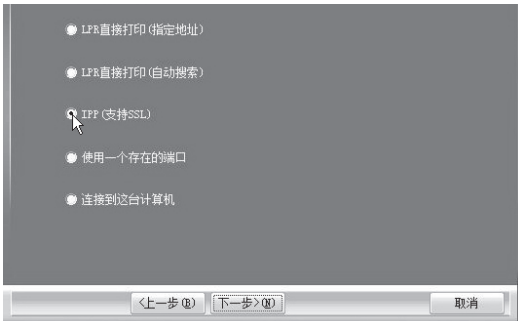 LPR直接打印(指定地址)
LPR直接打印(自动搜索)
IPP(支持SSL)
使用一个存在的端口
连接到这台计算机
<上一步(B) 下一步>(N) 取消